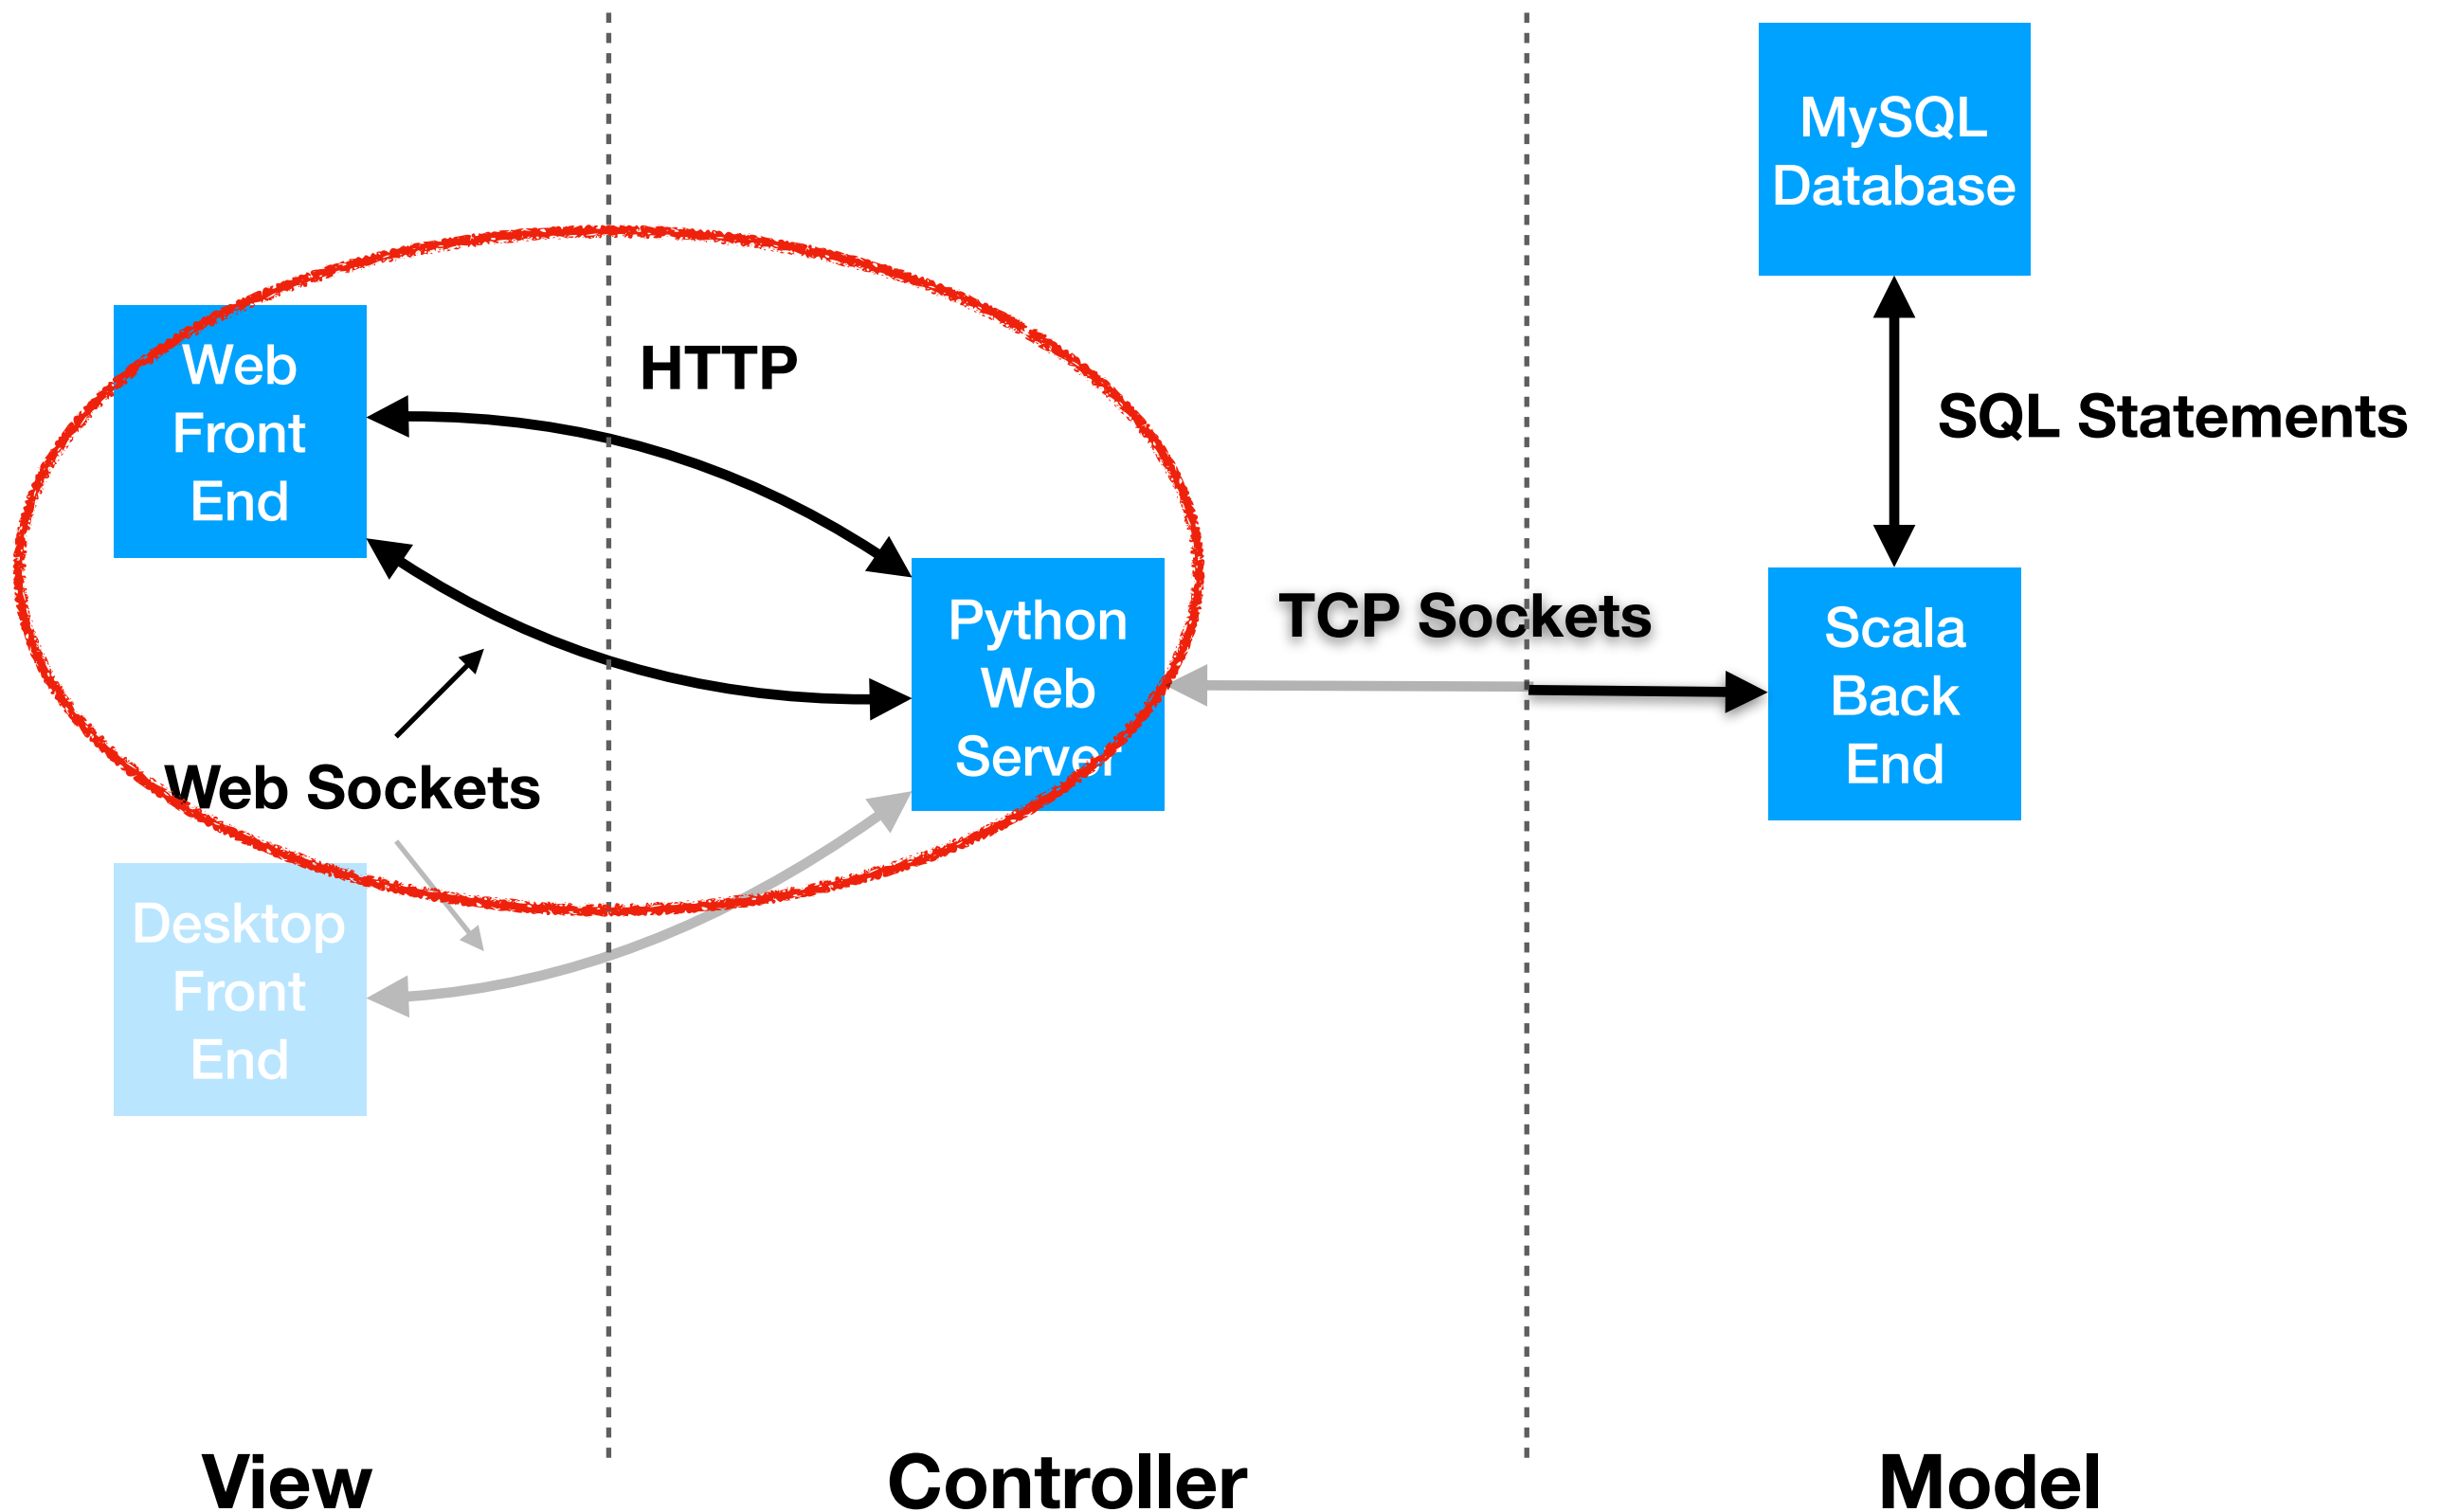 MySQL
Database
Web
Front
End
HTTP
SQL Statements
Python
Web
Server
TCP Sockets
Scala
Back
End
Web Sockets
Desktop
Front
End
View
Controller
Model